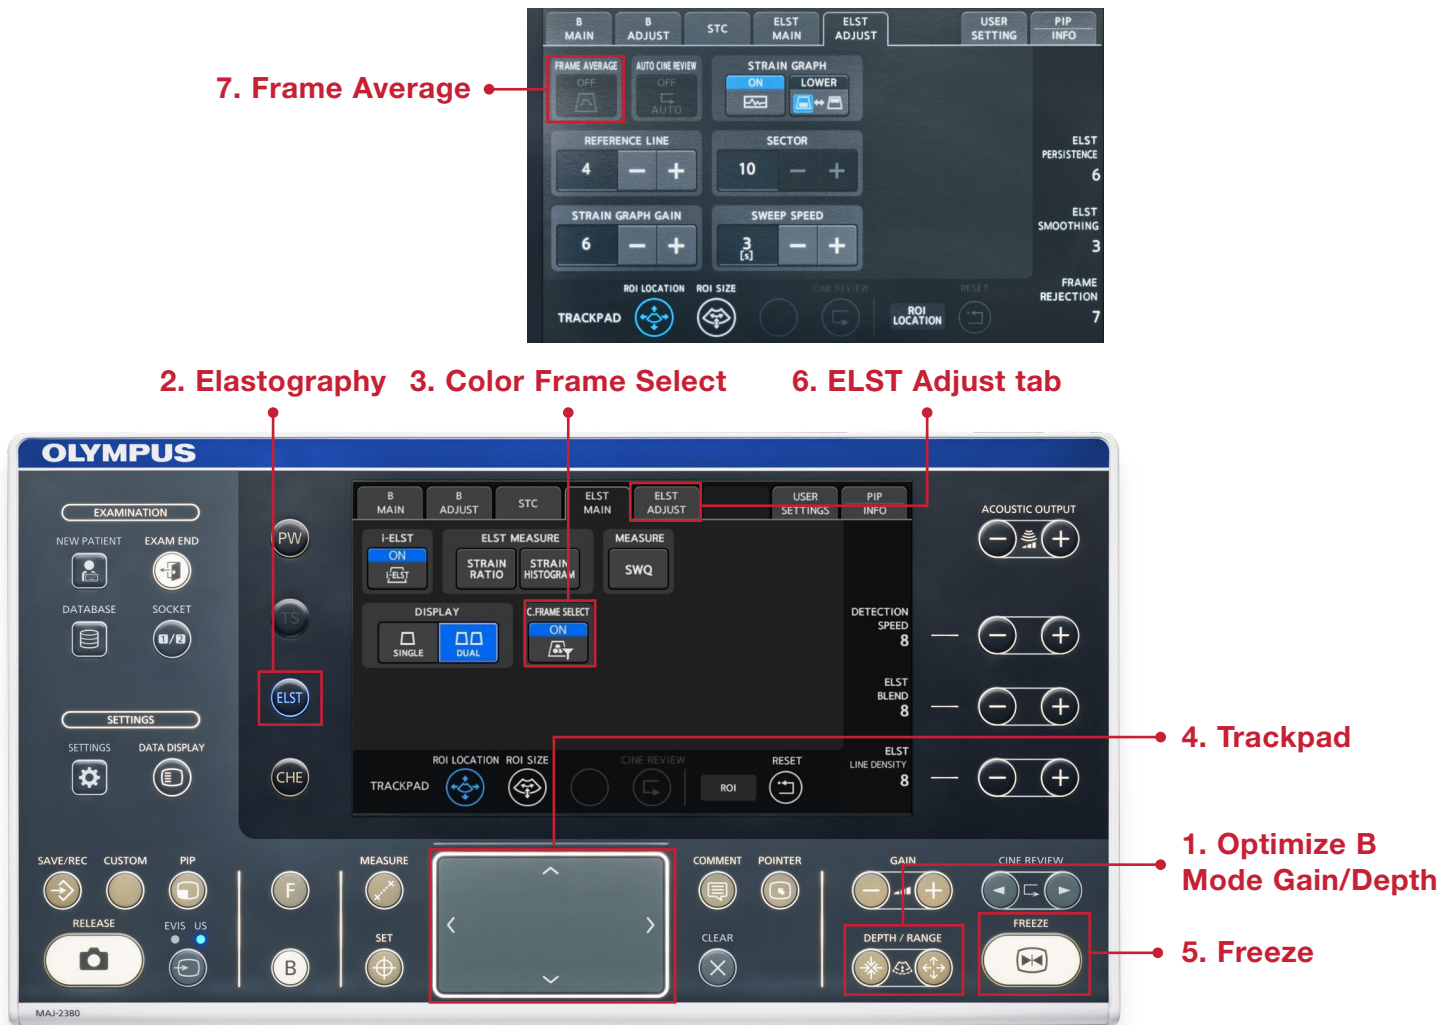 B MAIN
B ADJUST
STC
ELST MAIN
ELST ADJUST
USER SETTING
PIP INFO
7. Frame Average
FRAME AVERAGE
OFF
AUTO CINE REVIEW
OFF
AUTO
STRAIN GRAPH
ON
LOWER
REFERENCE LINE
4 − +
SECTOR
10 − +
ELST PERSISTENCE
6
STRAIN GRAPH GAIN
6 − +
SWEEP SPEED
3 [s] − +
ELST SMOOTHING
3
TRACKPAD
ROI LOCATION
ROI SIZE
CINE REVIEW
ROI LOCATION
RESET
FRAME REJECTION
7
2. Elastography
3. Color Frame Select
6. ELST Adjust tab
OLYMPUS
EXAMINATION
NEW PATIENT
EXAM END
DATABASE
SOCKET
1/2
SETTINGS
SETTINGS
DATA DISPLAY
PW
TS
ELST
CHE
B MAIN
B ADJUST
STC
ELST MAIN
ELST ADJUST
USER SETTINGS
PIP INFO
i-ELST
ON
i-ELST
ELST MEASURE
STRAIN RATIO
STRAIN HISTOGRAM
MEASURE
SWQ
DISPLAY
SINGLE
DUAL
C.FRAME SELECT
ON
DETECTION SPEED
8
ELST BLEND
8
ELST LINE DENSITY
8
TRACKPAD
ROI LOCATION
ROI SIZE
CINE REVIEW
ROI
RESET
ACOUSTIC OUTPUT
− +
− +
− +
− +
4. Trackpad
SAVE/REC
CUSTOM
PIP
RELEASE
EVIS US
F
B
MEASURE
SET
COMMENT
POINTER
CLEAR
GAIN
− +
CINE REVIEW
DEPTH / RANGE
FREEZE
1. Optimize B
Mode Gain/Depth
5. Freeze
MAJ-2380